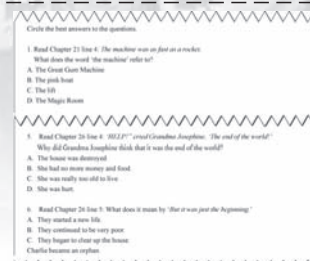 Circle the best answers to the questions.
1. Read Chapter 21 line 4: The machine was as fast as a rocket.
What does the word 'the machine' refer to?
A. The Great Gum Machine
B. The pink boat
C. The lift
D. The Magic Room
5. Read Chapter 26 line 4: 'HELP!' cried Grandma Josephine. 'The end of the world!'
Why did Grandma Josephine think that it was the end of the world?
A. The house was destroyed
B. She had no more money and food.
C. She was really too old to live
D. She was hurt.
6. Read Chapter 26 line 5: What does it mean by 'But it was just the beginning.'
A. They started a new life.
B. They continued to be very poor.
C. They began to clear up the house.
Charlie became an orphan